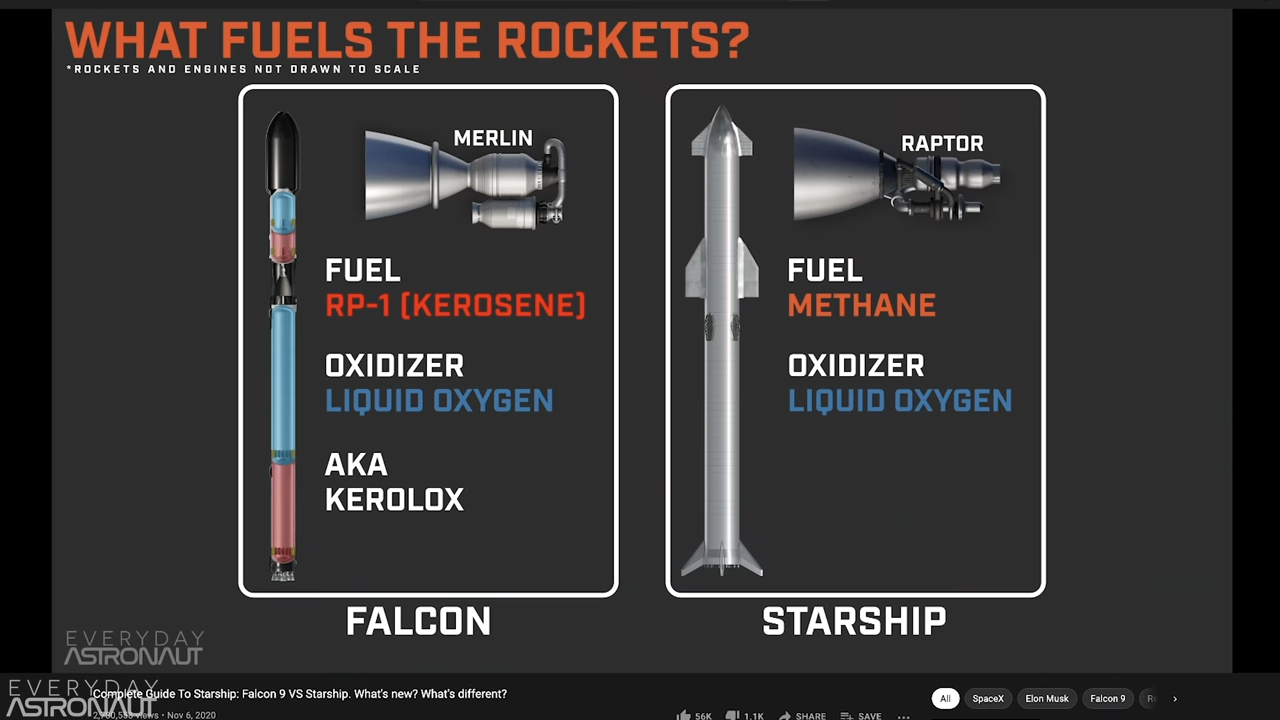 WHAT FUELS THE ROCKETS?
*ROCKETS AND ENGINES NOT DRAWN TO SCALE
MERLIN
FUEL
RP-1 (KEROSENE)
OXIDIZER
LIQUID OXYGEN
AKA
KEROLOX
FALCON
RAPTOR
FUEL
METHANE
OXIDIZER
LIQUID OXYGEN
STARSHIP
EVERYDAY
ASTRONAUT
EVERYDAY
ASTRONAUT
Complete Guide To Starship: Falcon 9 VS Starship. What's new? What's different?
views • Nov 6, 2020
56K
1.1K
SHARE
SAVE
All
SpaceX
Elon Musk
Falcon 9